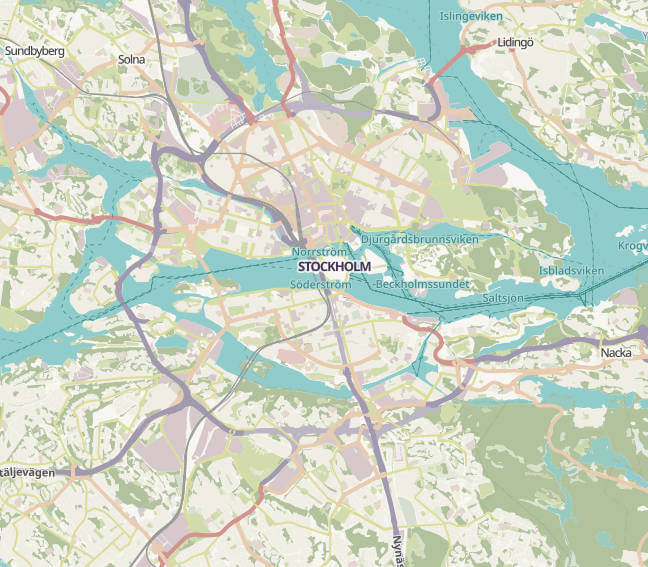 Islingeviken
Lidingö
Sundbyberg
Solna
Djurgårdsbrunnsviken
Krogv
Norrström
STOCKHOLM
Isbladsviken
Söderström
Beckholmssundet
Saltsjön
Nacka
täljevägen
Nynäs